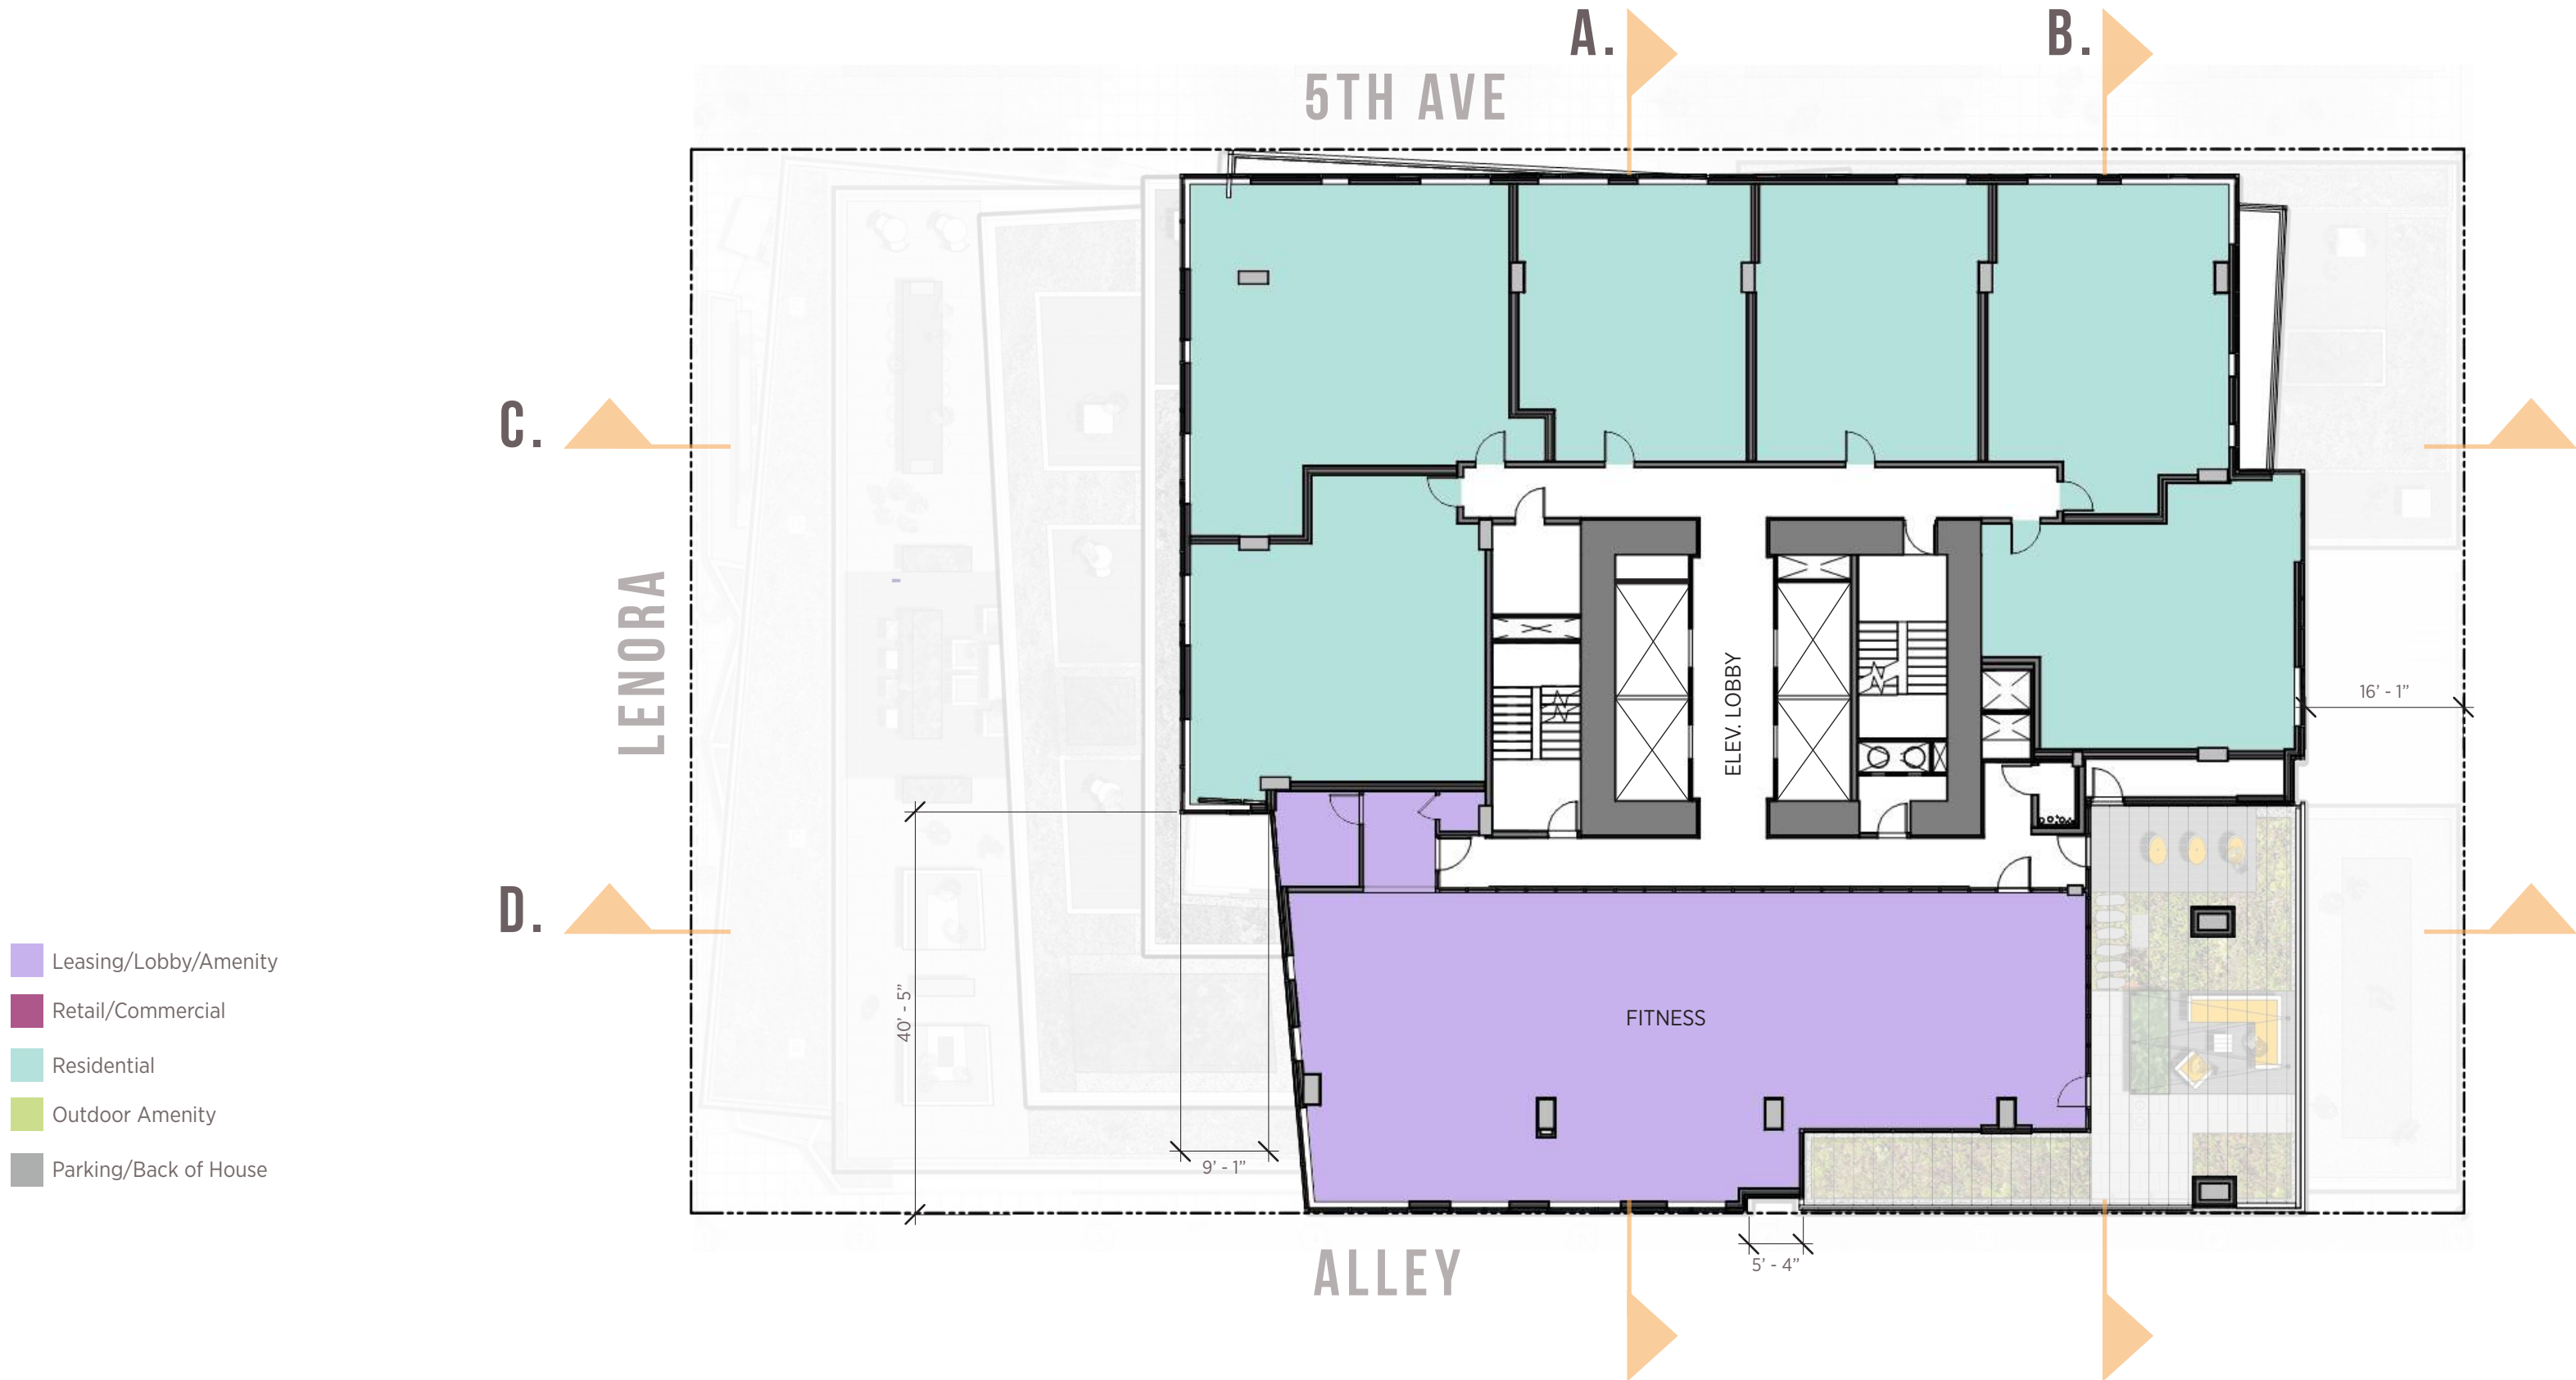 A.
B.
5TH AVE
C.
LENORA
ELEV. LOBBY
16’ - 1”
D.
Leasing/Lobby/Amenity
Retail/Commercial
Residential
Outdoor Amenity
Parking/Back of House
40’ - 5”
FITNESS
9’ - 1”
5’ - 4”
ALLEY